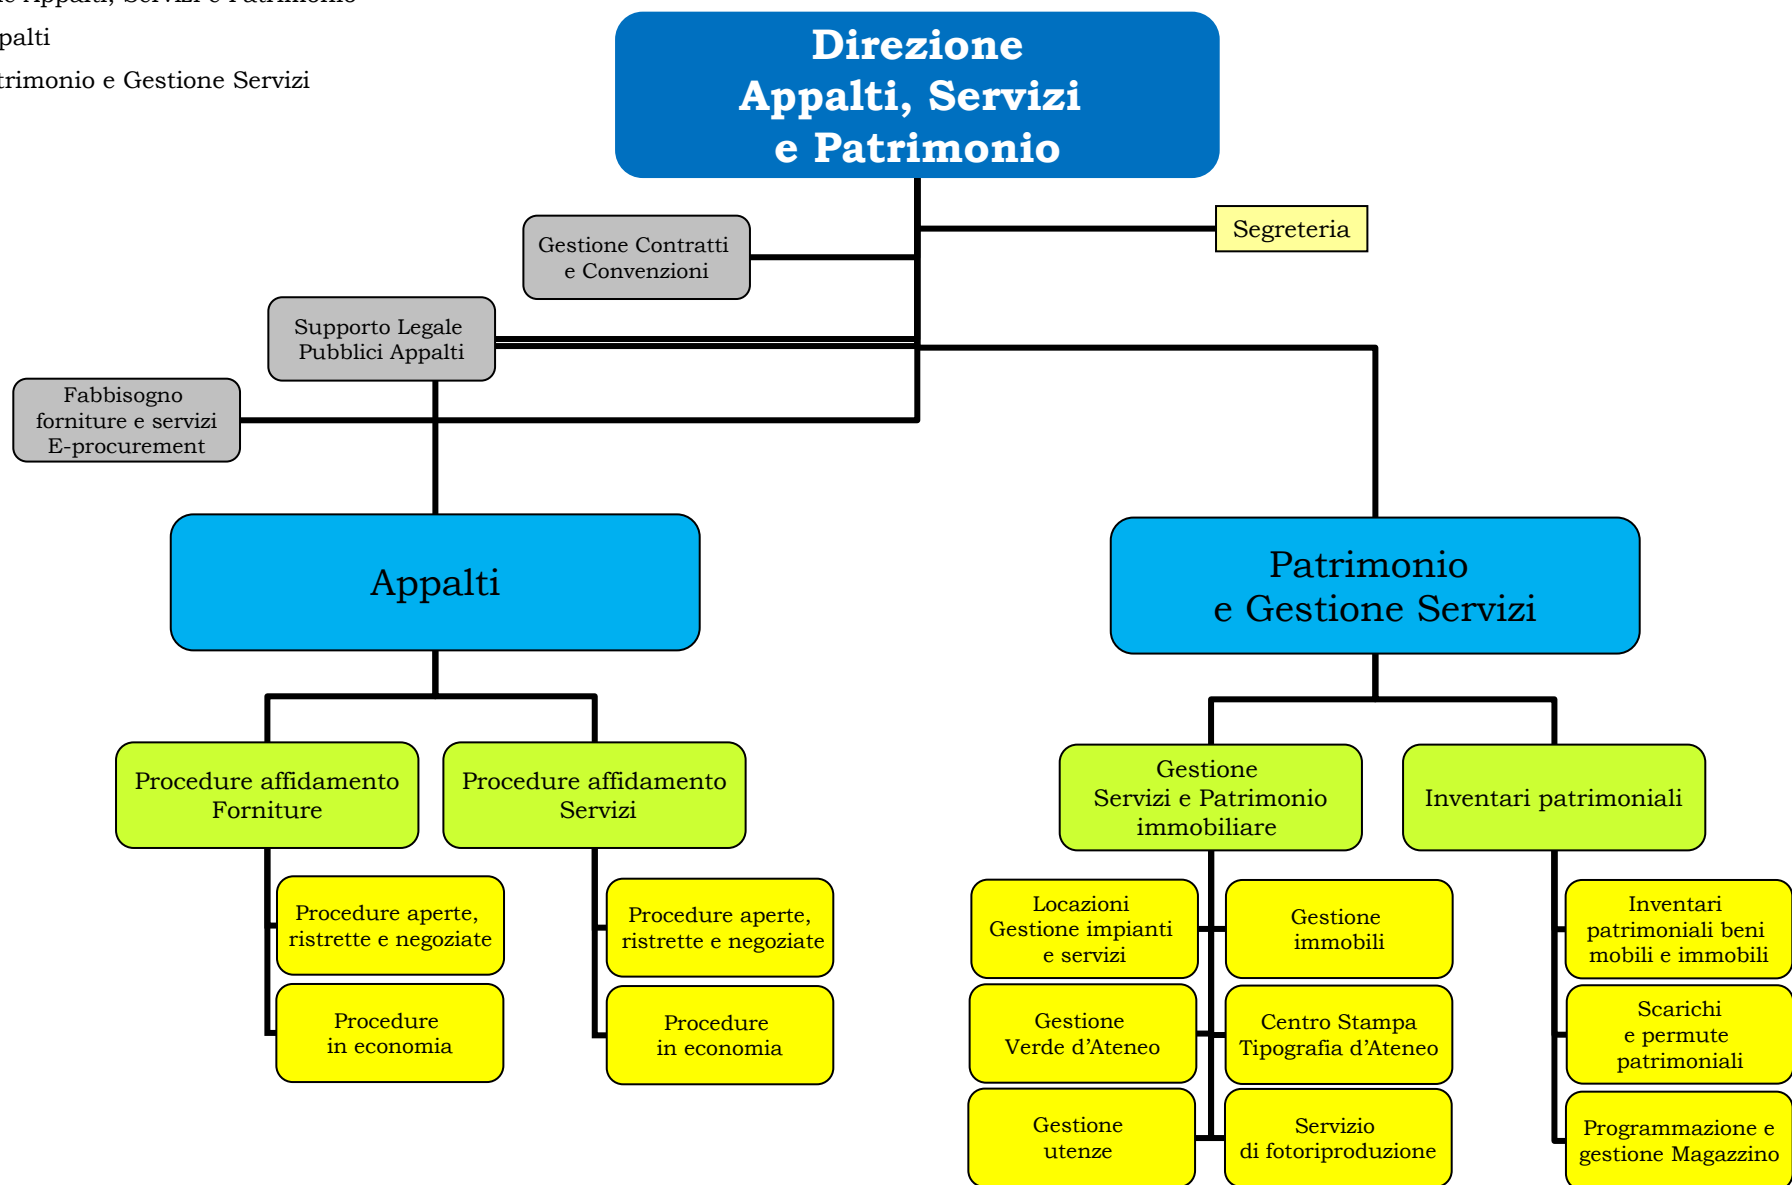 Appalti, Servizi e Patrimonio
e Gestione Servizi
Direzione
Appalti, Servizi
e Patrimonio
Segreteria
Gestione Contratti
e Convenzioni
Supporto Legale
Pubblici Appalti
Fabbisogno
forniture e servizi
E-procurement
Appalti
Patrimonio
e Gestione Servizi
Procedure affidamento
Forniture
Procedure affidamento
Servizi
Gestione
Servizi e Patrimonio
immobiliare
Inventari patrimoniali
Procedure aperte,
ristrette e negoziate
Procedure
in economia
Procedure aperte,
ristrette e negoziate
Procedure
in economia
Locazioni
Gestione impianti
e servizi
Gestione
immobili
Gestione
Verde d’Ateneo
Centro Stampa
Tipografia d’Ateneo
Gestione
utenze
Servizio
di fotoriproduzione
Inventari
patrimoniali beni
mobili e immobili
Scarichi
e permute
patrimoniali
Programmazione e
gestione Magazzino